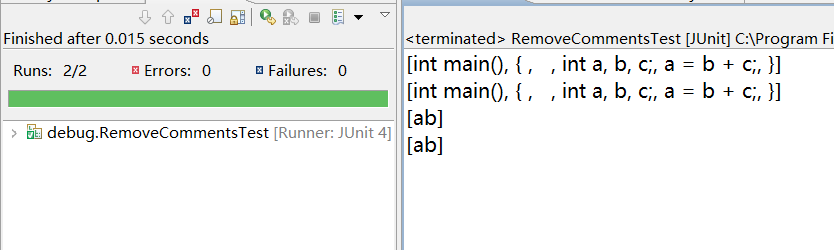 Finished after 0.015 seconds
Runs: 2/2 Errors: 0 Failures: 0
debug.RemoveCommentsTest [Runner: JUnit 4]
<terminated> RemoveCommentsTest [JUnit] C:\Program Fi
[int main(), { ,   , int a, b, c;, a = b + c;, }]
[int main(), { ,   , int a, b, c;, a = b + c;, }]
[ab]
[ab]